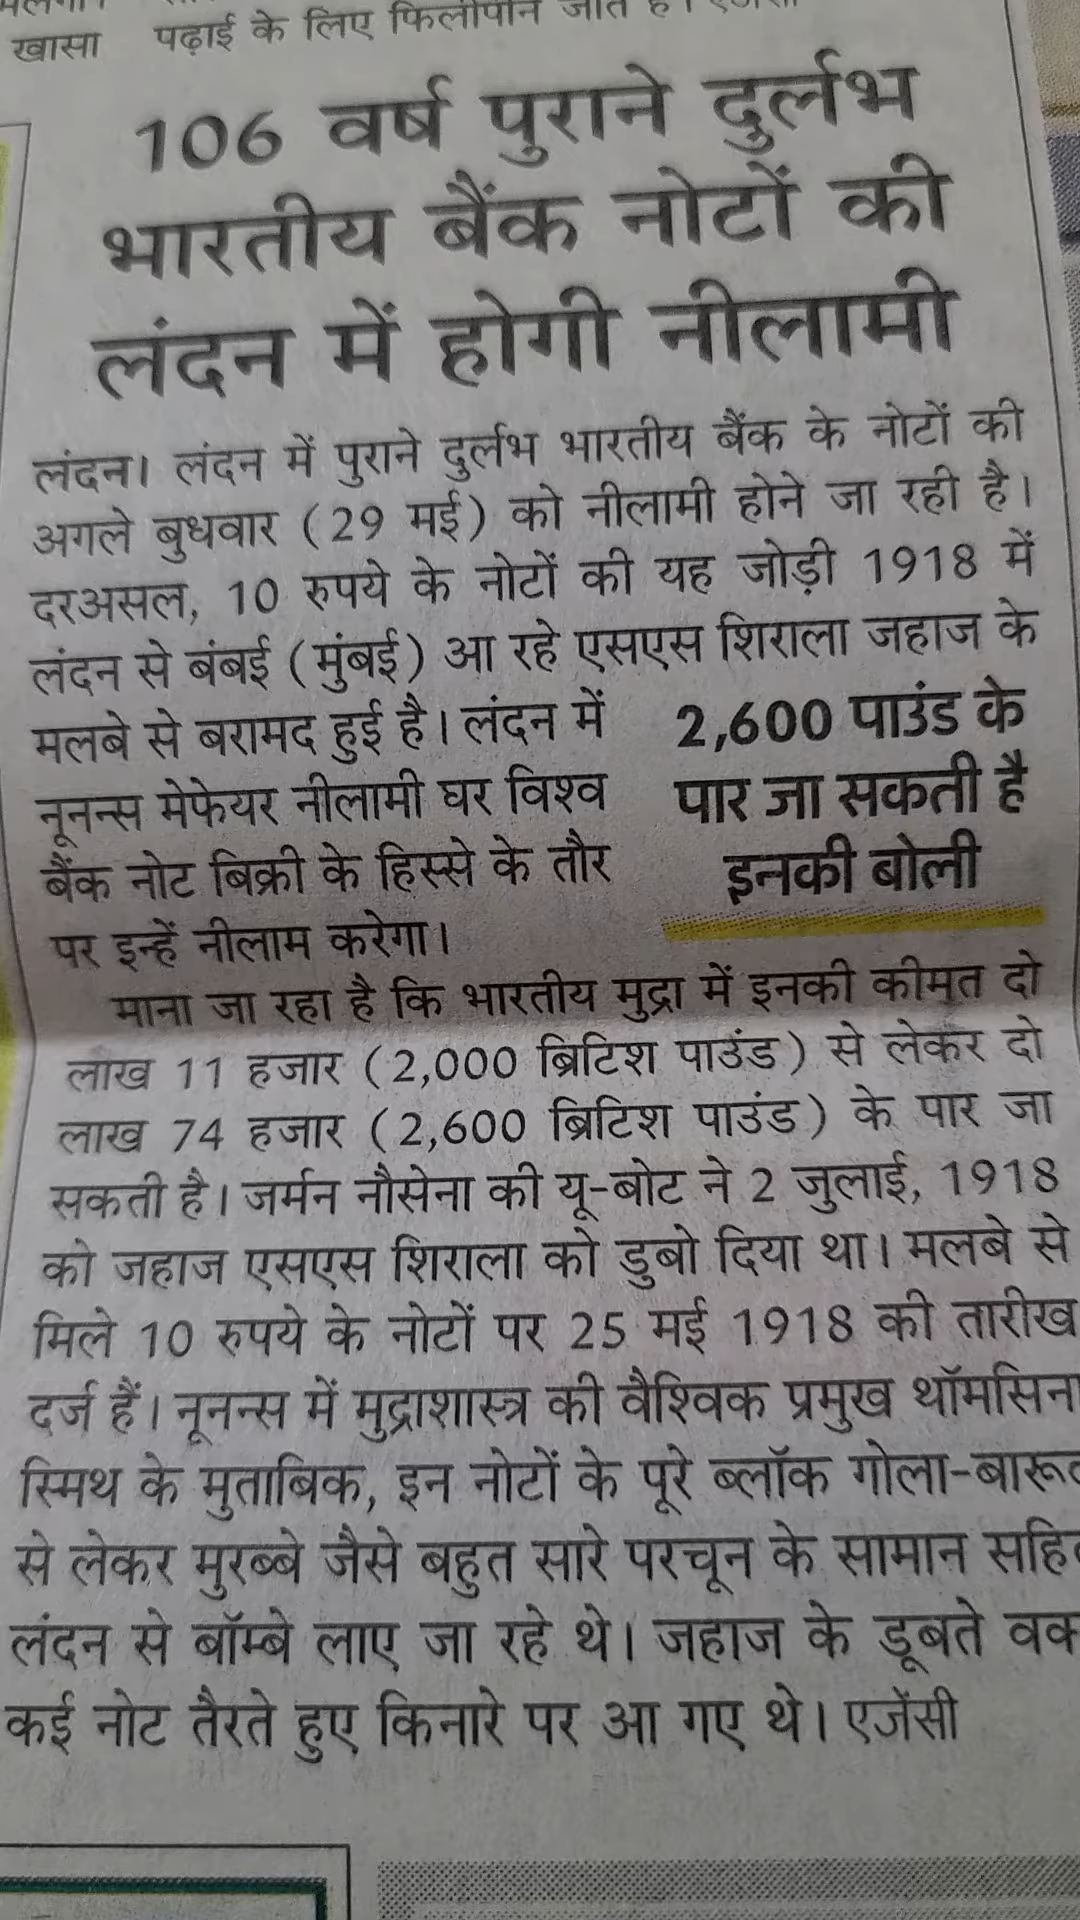 खासा पढ़ाई के लिए फिलीपीन जाते हैं।
106 वर्ष पुराने दुर्लभ
भारतीय बैंक नोटों की
लंदन में होगी नीलामी
लंदन। लंदन में पुराने दुर्लभ भारतीय बैंक के नोटों की
अगले बुधवार (29 मई) को नीलामी होने जा रही है।
दरअसल, 10 रुपये के नोटों की यह जोड़ी 1918 में
लंदन से बंबई (मुंबई) आ रहे एसएस शिराला जहाज के
मलबे से बरामद हुई है। लंदन में
नूनन्स मेफेयर नीलामी घर विश्व
बैंक नोट बिक्री के हिस्से के तौर
पर इन्हें नीलाम करेगा।
2,600 पाउंड के
पार जा सकती है
इनकी बोली
माना जा रहा है कि भारतीय मुद्रा में इनकी कीमत दो
लाख 11 हजार (2,000 ब्रिटिश पाउंड) से लेकर दो
लाख 74 हजार (2,600 ब्रिटिश पाउंड) के पार जा
सकती है। जर्मन नौसेना की यू-बोट ने 2 जुलाई, 1918
को जहाज एसएस शिराला को डुबो दिया था। मलबे से
मिले 10 रुपये के नोटों पर 25 मई 1918 की तारीख
दर्ज हैं। नूनन्स में मुद्राशास्त्र की वैश्विक प्रमुख थॉमसिना
स्मिथ के मुताबिक, इन नोटों के पूरे ब्लॉक गोला-बारूद
से लेकर मुरब्बे जैसे बहुत सारे परचून के सामान सहित
लंदन से बॉम्बे लाए जा रहे थे। जहाज के डूबते वक्त
कई नोट तैरते हुए किनारे पर आ गए थे। एजेंसी